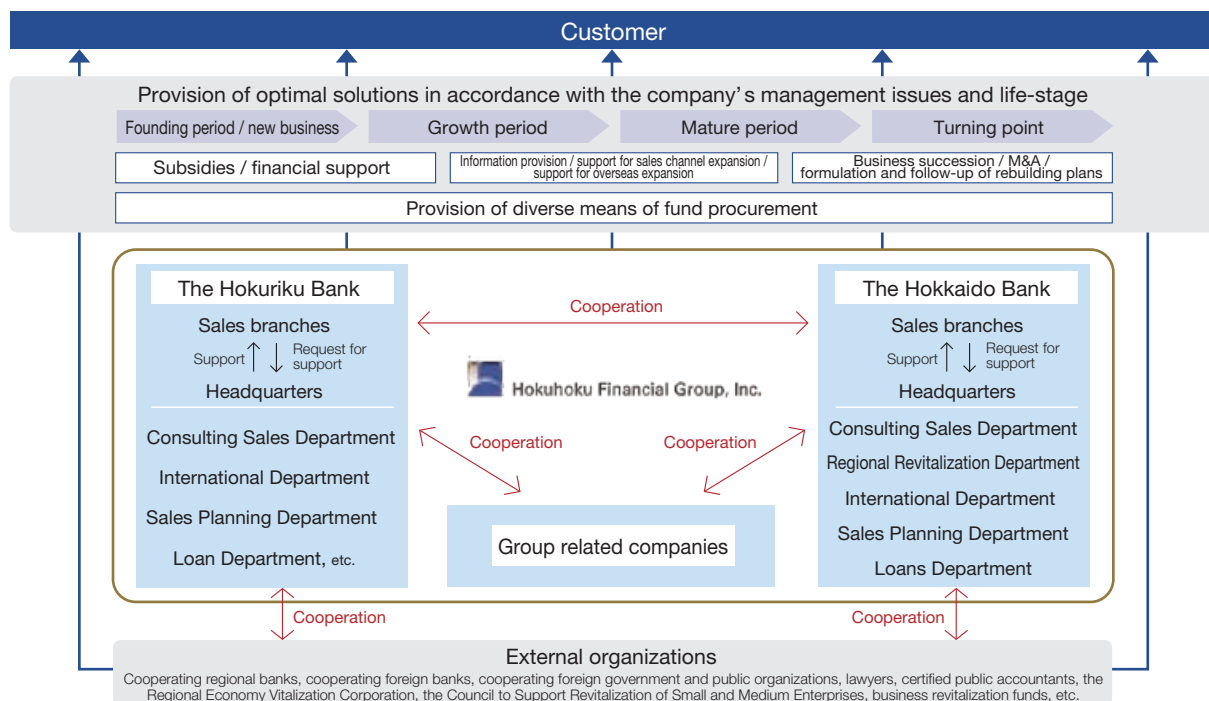 Customer
Provision of optimal solutions in accordance with the company's management issues and life-stage
Founding period / new business
Growth period
Mature period
Turning point
Subsidies / financial support
Information provision / support for sales channel expansion /
support for overseas expansion
Business succession / M&A /
formulation and follow-up of rebuilding plans
Provision of diverse means of fund procurement
The Hokuriku Bank
Sales branches
Support
Request for
support
Headquarters
Consulting Sales Department
International Department
Sales Planning Department
Loan Department, etc.
Cooperation
Hokuhoku Financial Group, Inc.
Cooperation
Cooperation
Group related companies
The Hokkaido Bank
Sales branches
Support
Request for
support
Headquarters
Consulting Sales Department
Regional Revitalization Department
International Department
Sales Planning Department
Loans Department
Cooperation
Cooperation
External organizations
Cooperating regional banks, cooperating foreign banks, cooperating foreign government and public organizations, lawyers, certified public accountants, the
Regional Economy Vitalization Corporation, the Council to Support Revitalization of Small and Medium Enterprises, business revitalization funds, etc.